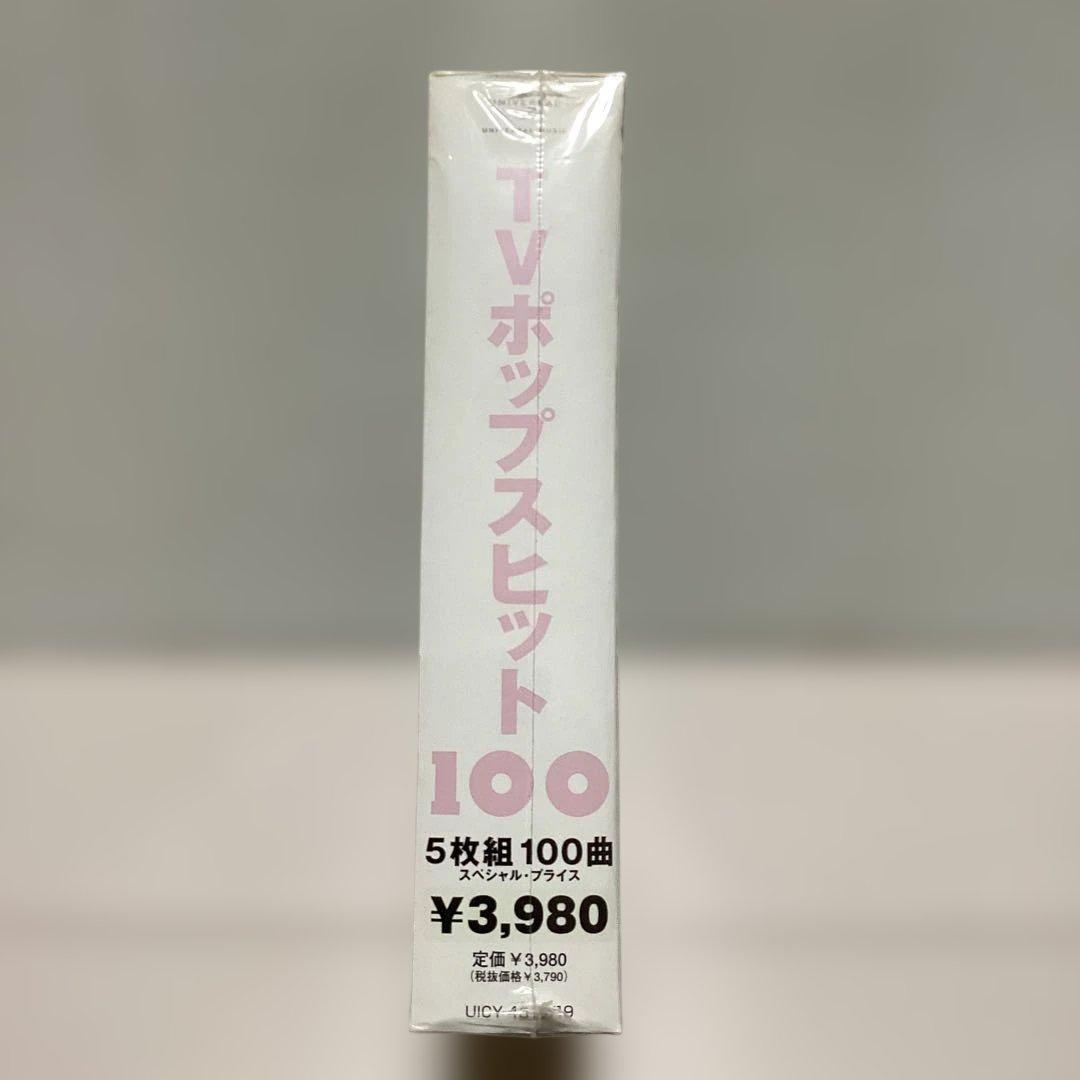 TVポップスヒット
100
5枚組100曲
スペシャル・プライス
¥3,980
定価¥3,980
(税抜価格¥3,790)
UICY